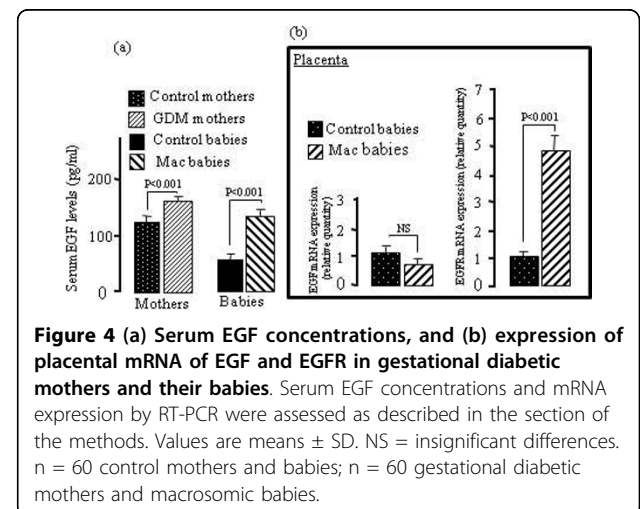 (a)
(b)
Control mothers
GDM mothers
Control babies
Mac babies
Serum EGF levels (pg/ml)
200
100
0
P<0.001
P<0.001
Mothers
Babies
Placenta
Control babies
Mac babies
EGF mRNA expression
(relative quantity)
3
2
1
0
NS
EGFR mRNA expression (relative quantity)
7
6
5
4
3
2
1
0
P<0.001
Figure 4 (a) Serum EGF concentrations, and (b) expression of
placental mRNA of EGF and EGFR in gestational diabetic
mothers and their babies. Serum EGF concentrations and mRNA
expression by RT-PCR were assessed as described in the section of
the methods. Values are means ± SD. NS = insignificant differences.
n = 60 control mothers and babies; n = 60 gestational diabetic
mothers and macrosomic babies.